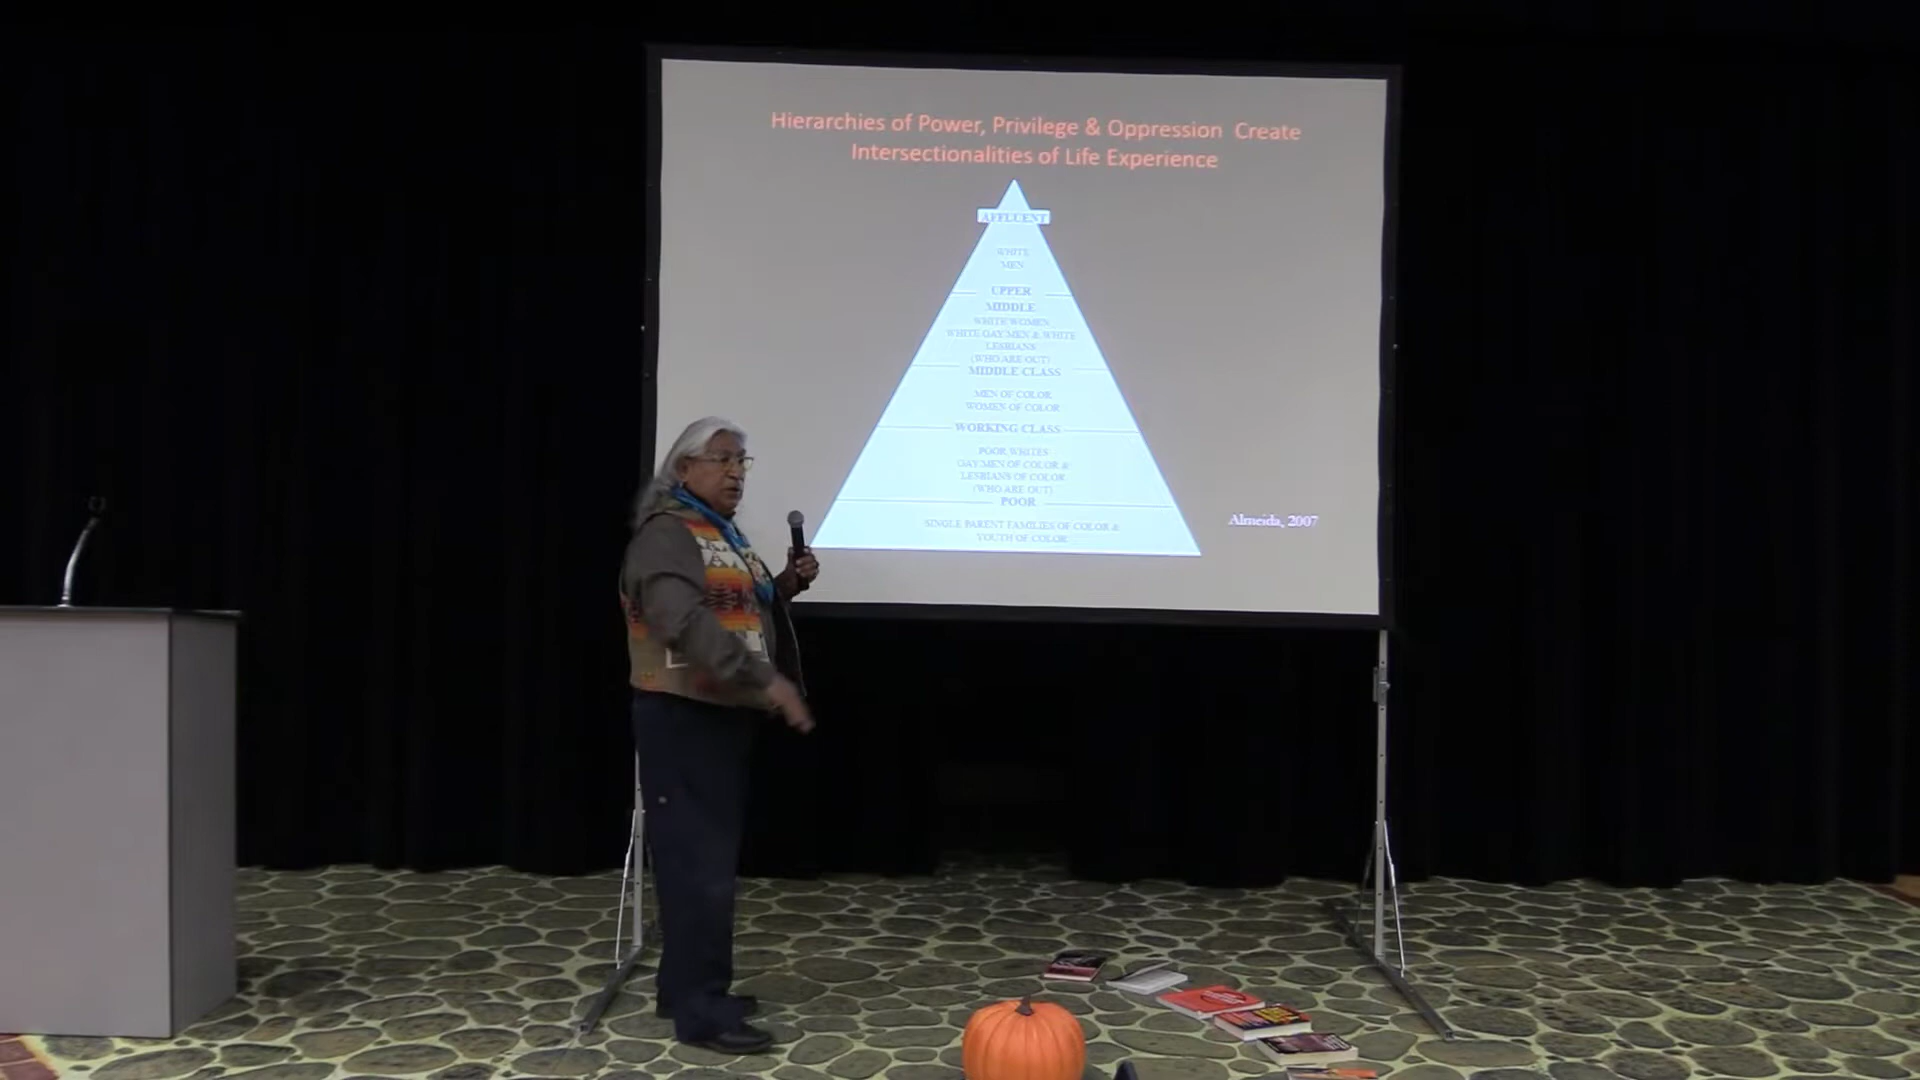 Hierarchies of Power, Privilege & Oppression Create
Intersectionalities of Life Experience
AFFLUENT
WHITE
MEN
UPPER
MIDDLE
WHITE WOMEN
WHITE GAY MEN & WHITE
LESBIANS
(WHO ARE OUT)
MIDDLE CLASS
MEN OF COLOR
WOMEN OF COLOR
WORKING CLASS
POOR WHITES
GAY MEN OF COLOR &
LESBIANS OF COLOR
(WHO ARE OUT)
POOR
SINGLE PARENT FAMILIES OF COLOR &
YOUTH OF COLOR
Almeida, 2007